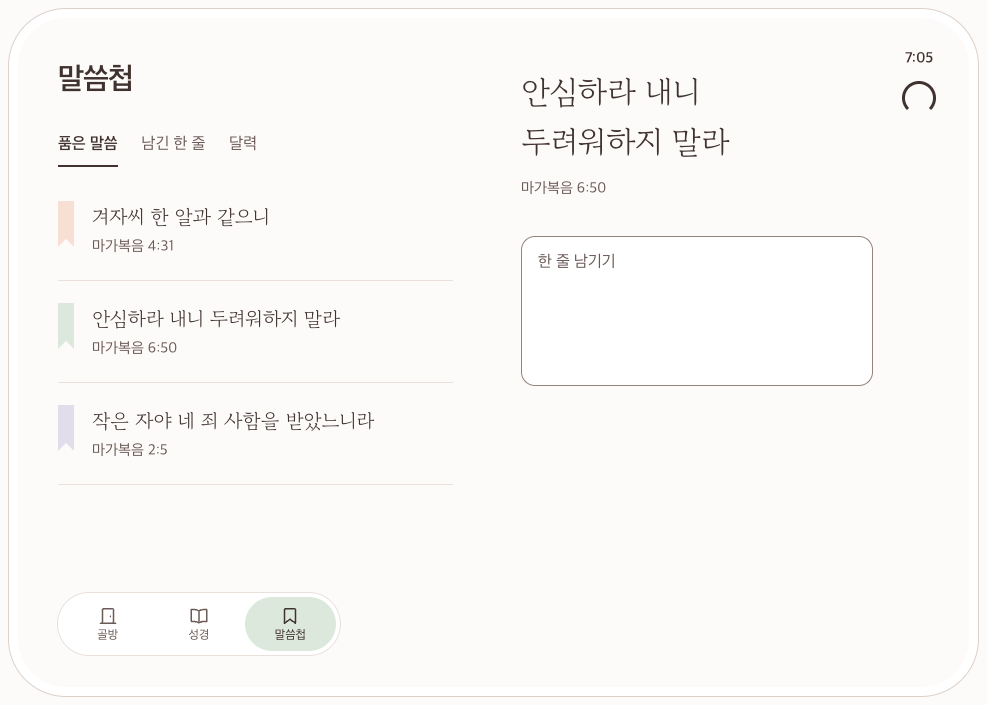 말씀첩
품은 말씀 남긴 한 줄 달력
겨자씨 한 알과 같으니
마가복음 4:31
안심하라 내니 두려워하지 말라
마가복음 6:50
작은 자야 네 죄 사함을 받았느니라
마가복음 2:5
골방 성경 말씀첩
7:05
안심하라 내니
두려워하지 말라
마가복음 6:50
한 줄 남기기